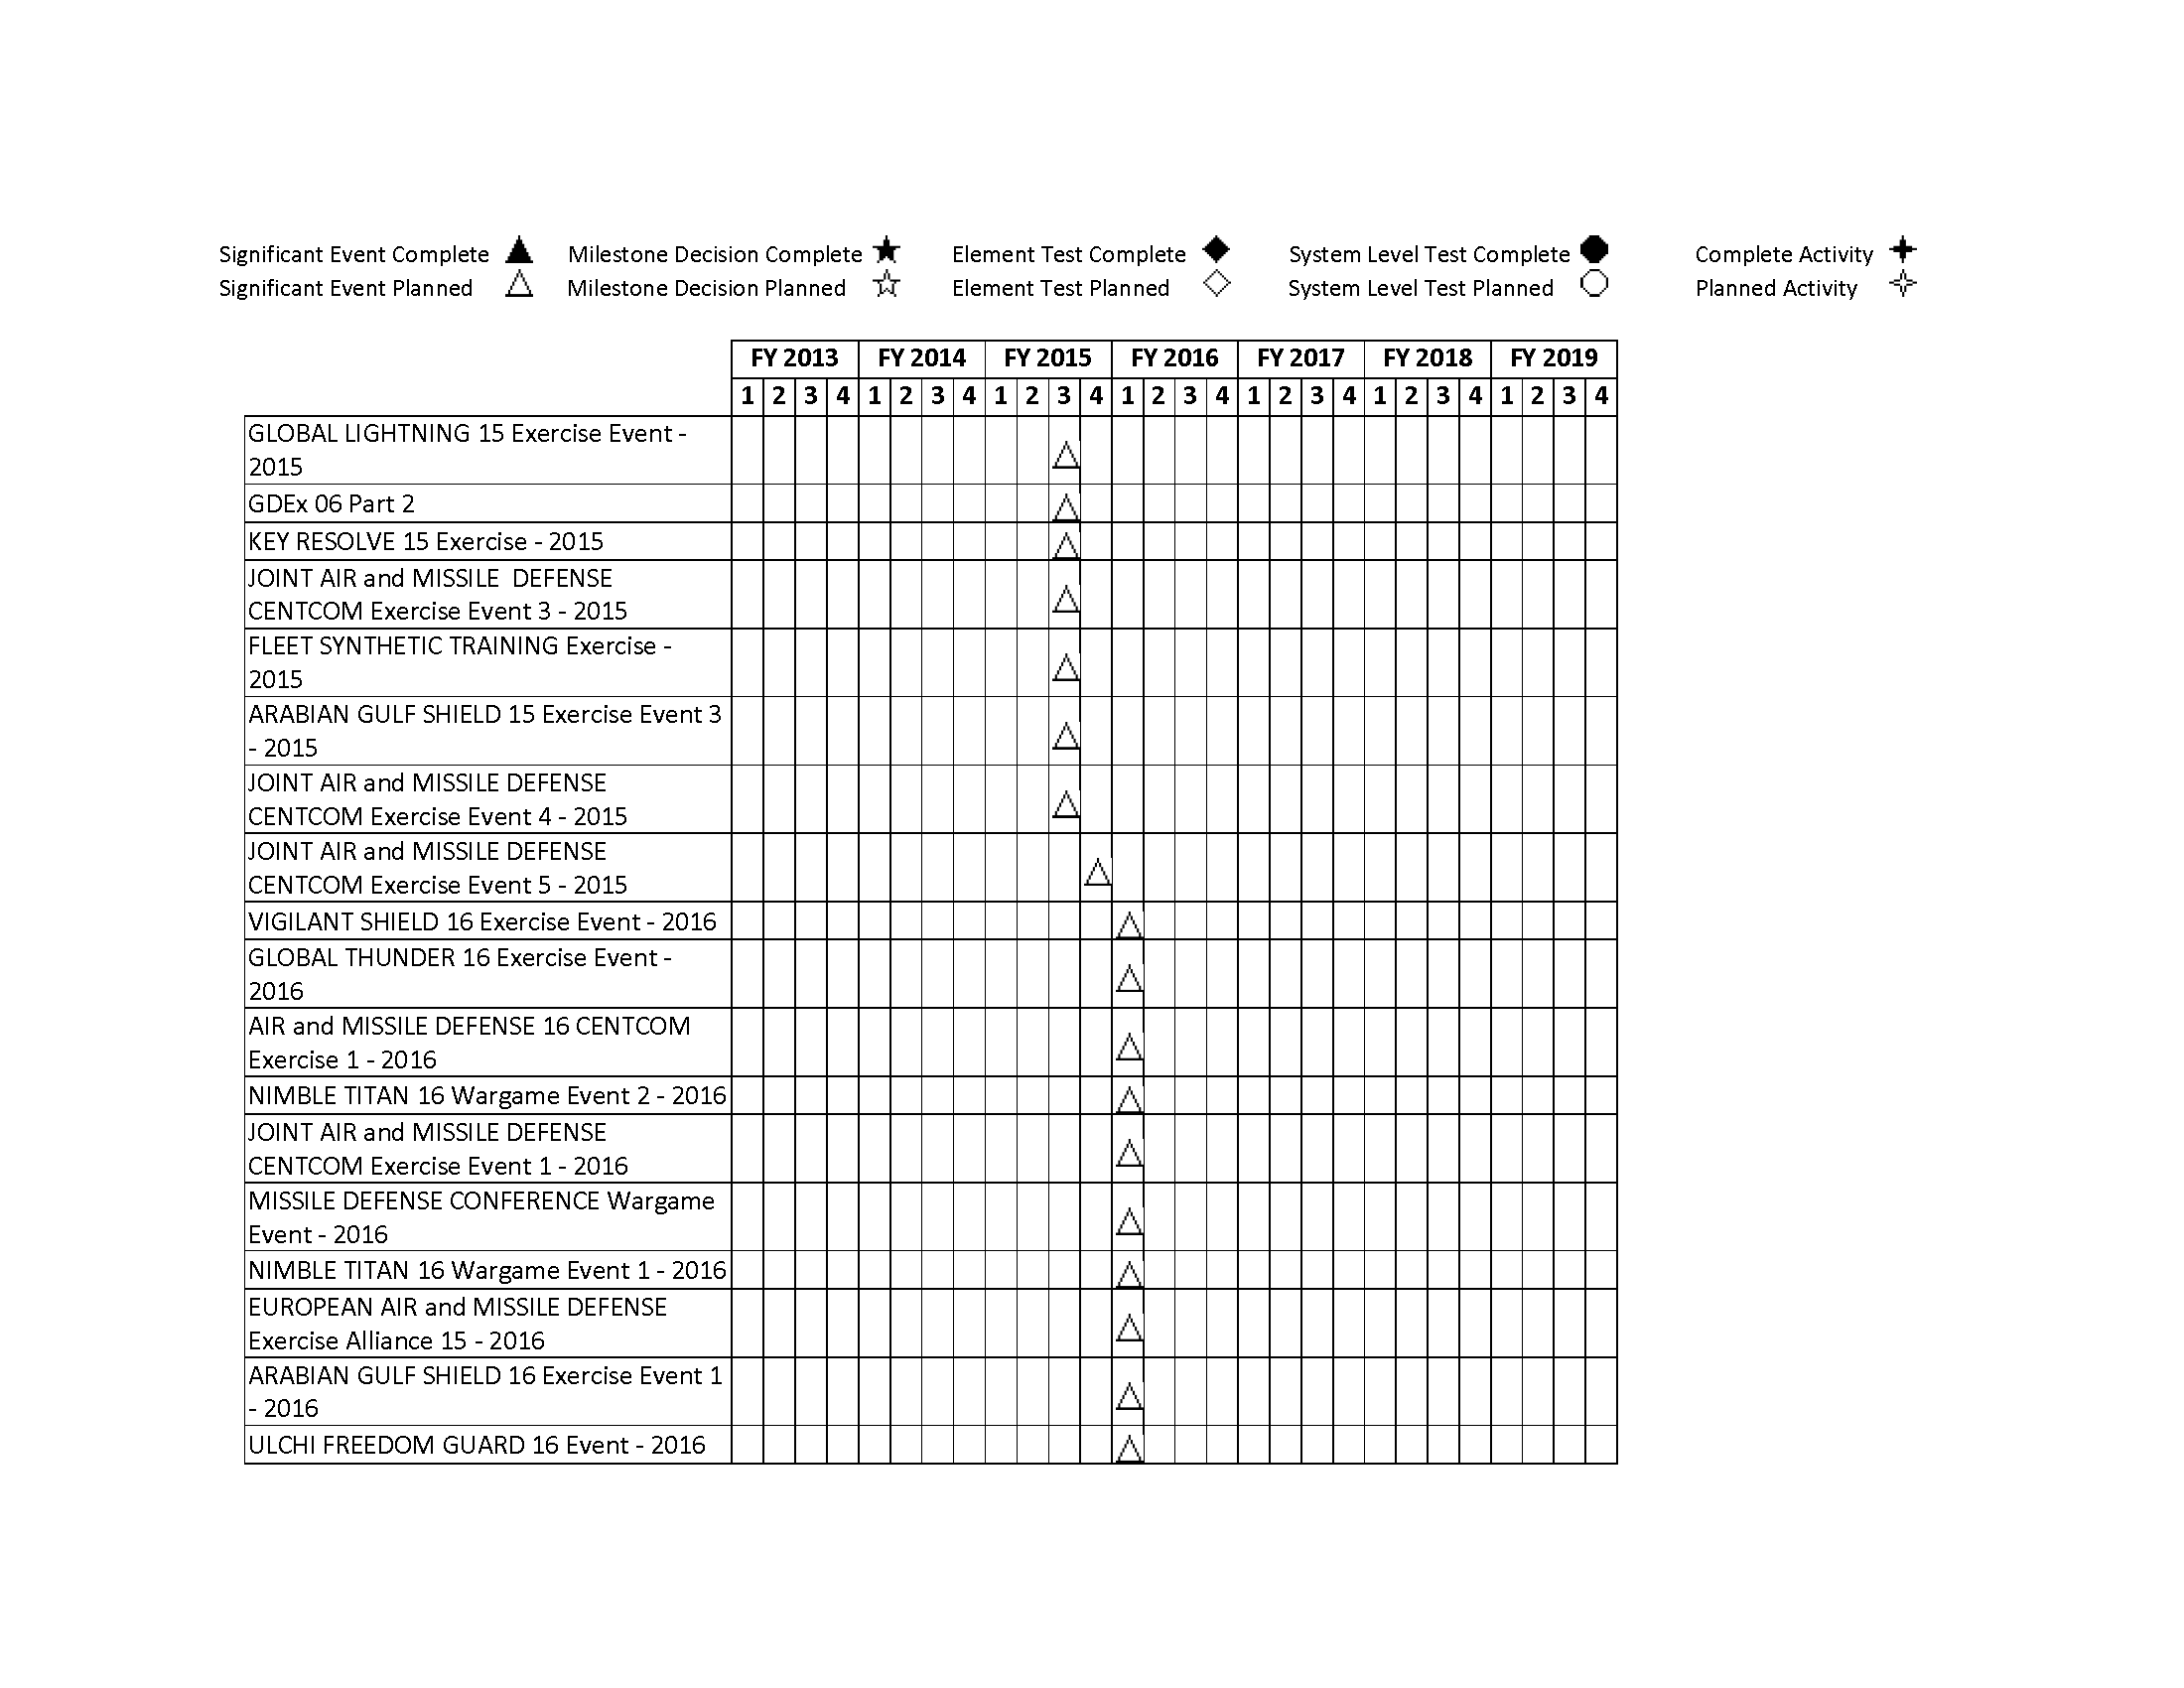 Significant Event Complete Milestone Decision Complete Element Test Complete System Level Test Complete Complete Activity
Significant Event Planned Milestone Decision Planned Element Test Planned System Level Test Planned Planned Activity
FY 2013 FY 2014 FY 2015 FY 2016 FY 2017 FY 2018 FY 2019
1 2 3 4 1 2 3 4 1 2 3 4 1 2 3 4 1 2 3 4 1 2 3 4 1 2 3 4
GLOBAL LIGHTNING 15 Exercise Event -
2015
GDEx 06 Part 2
KEY RESOLVE 15 Exercise - 2015
JOINT AIR and MISSILE DEFENSE
CENTCOM Exercise Event 3 - 2015
FLEET SYNTHETIC TRAINING Exercise -
2015
ARABIAN GULF SHIELD 15 Exercise Event 3
- 2015
JOINT AIR and MISSILE DEFENSE
CENTCOM Exercise Event 4 - 2015
JOINT AIR and MISSILE DEFENSE
CENTCOM Exercise Event 5 - 2015
VIGILANT SHIELD 16 Exercise Event - 2016
GLOBAL THUNDER 16 Exercise Event -
2016
AIR and MISSILE DEFENSE 16 CENTCOM
Exercise 1 - 2016
NIMBLE TITAN 16 Wargame Event 2 - 2016
JOINT AIR and MISSILE DEFENSE
CENTCOM Exercise Event 1 - 2016
MISSILE DEFENSE CONFERENCE Wargame
Event - 2016
NIMBLE TITAN 16 Wargame Event 1 - 2016
EUROPEAN AIR and MISSILE DEFENSE
Exercise Alliance 15 - 2016
ARABIAN GULF SHIELD 16 Exercise Event 1
- 2016
ULCHI FREEDOM GUARD 16 Event - 2016